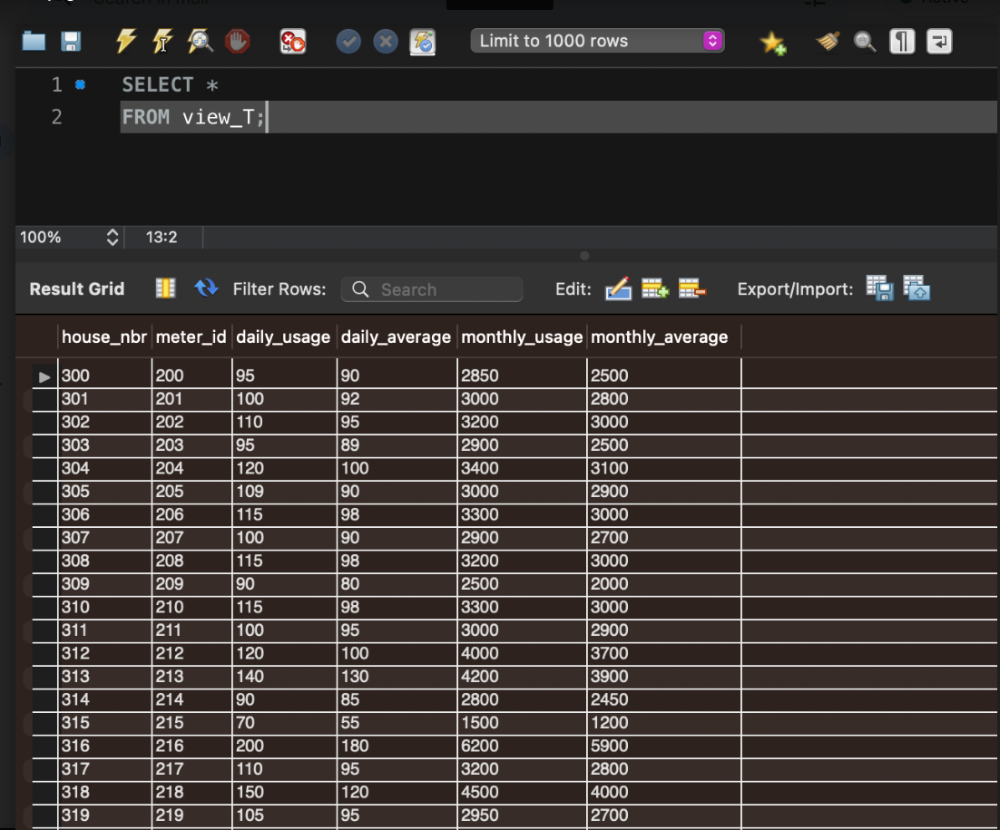 Limit to 1000 rows
1 SELECT *
2 FROM view_T;
100% 13:2
Result Grid Filter Rows: Search Edit: Export/Import:
house_nbr meter_id daily_usage daily_average monthly_usage monthly_average
300 200 95 90 2850 2500
301 201 100 92 3000 2800
302 202 110 95 3200 3000
303 203 95 89 2900 2500
304 204 120 100 3400 3100
305 205 109 90 3000 2900
306 206 115 98 3300 3000
307 207 100 90 2900 2700
308 208 115 98 3200 3000
309 209 90 80 2500 2000
310 210 115 98 3300 3000
311 211 100 95 3000 2900
312 212 120 100 4000 3700
313 213 140 130 4200 3900
314 214 90 85 2800 2450
315 215 70 55 1500 1200
316 216 200 180 6200 5900
317 217 110 95 3200 2800
318 218 150 120 4500 4000
319 219 105 95 2950 2700